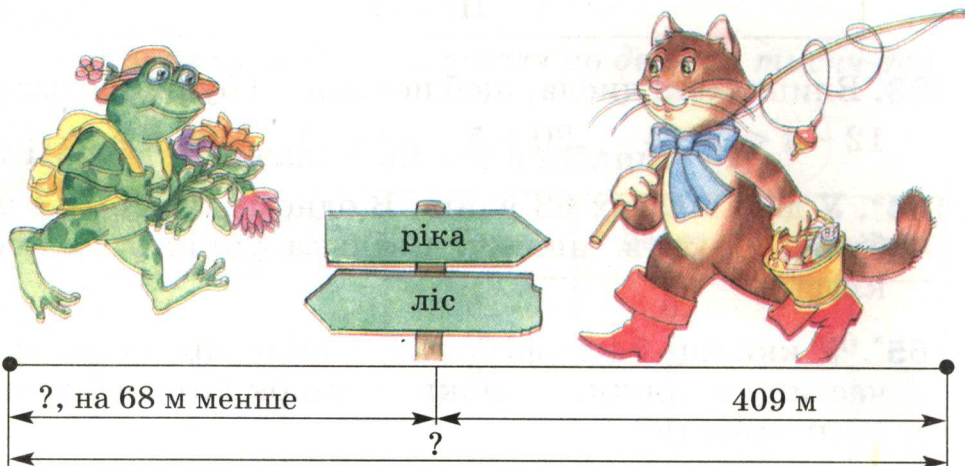 ріка
ліс
?, на 68 м менше
409 м
?